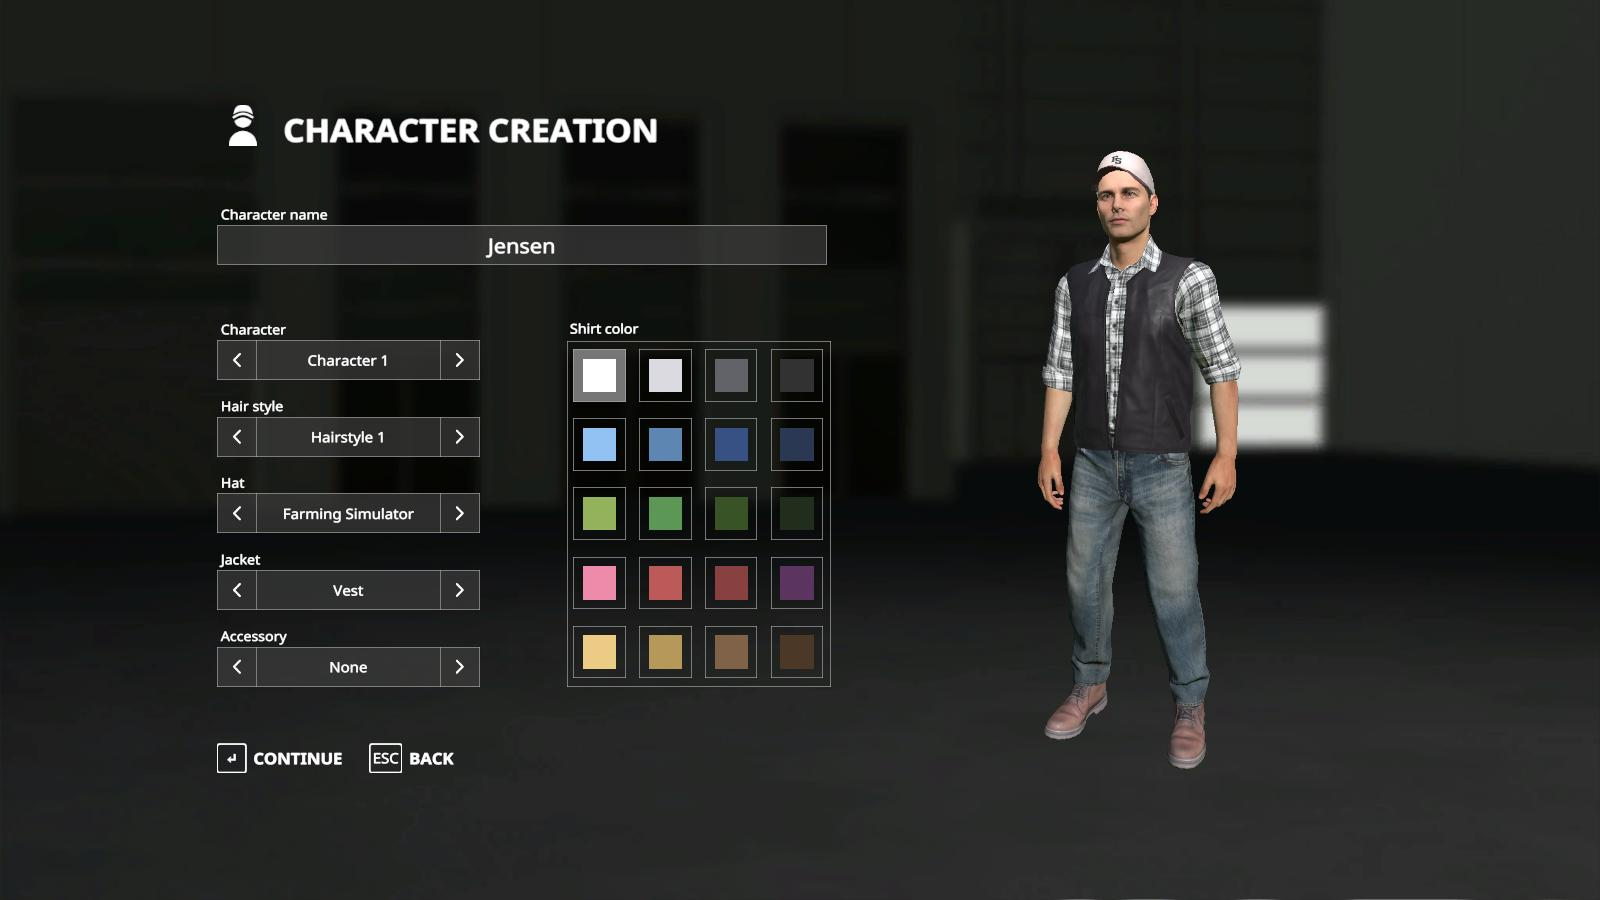 CHARACTER CREATION
Character name
Jensen
Character
Character 1
Hair style
Hairstyle 1
Hat
Farming Simulator
Jacket
Vest
Accessory
None
Shirt color
CONTINUE
ESC BACK
FS